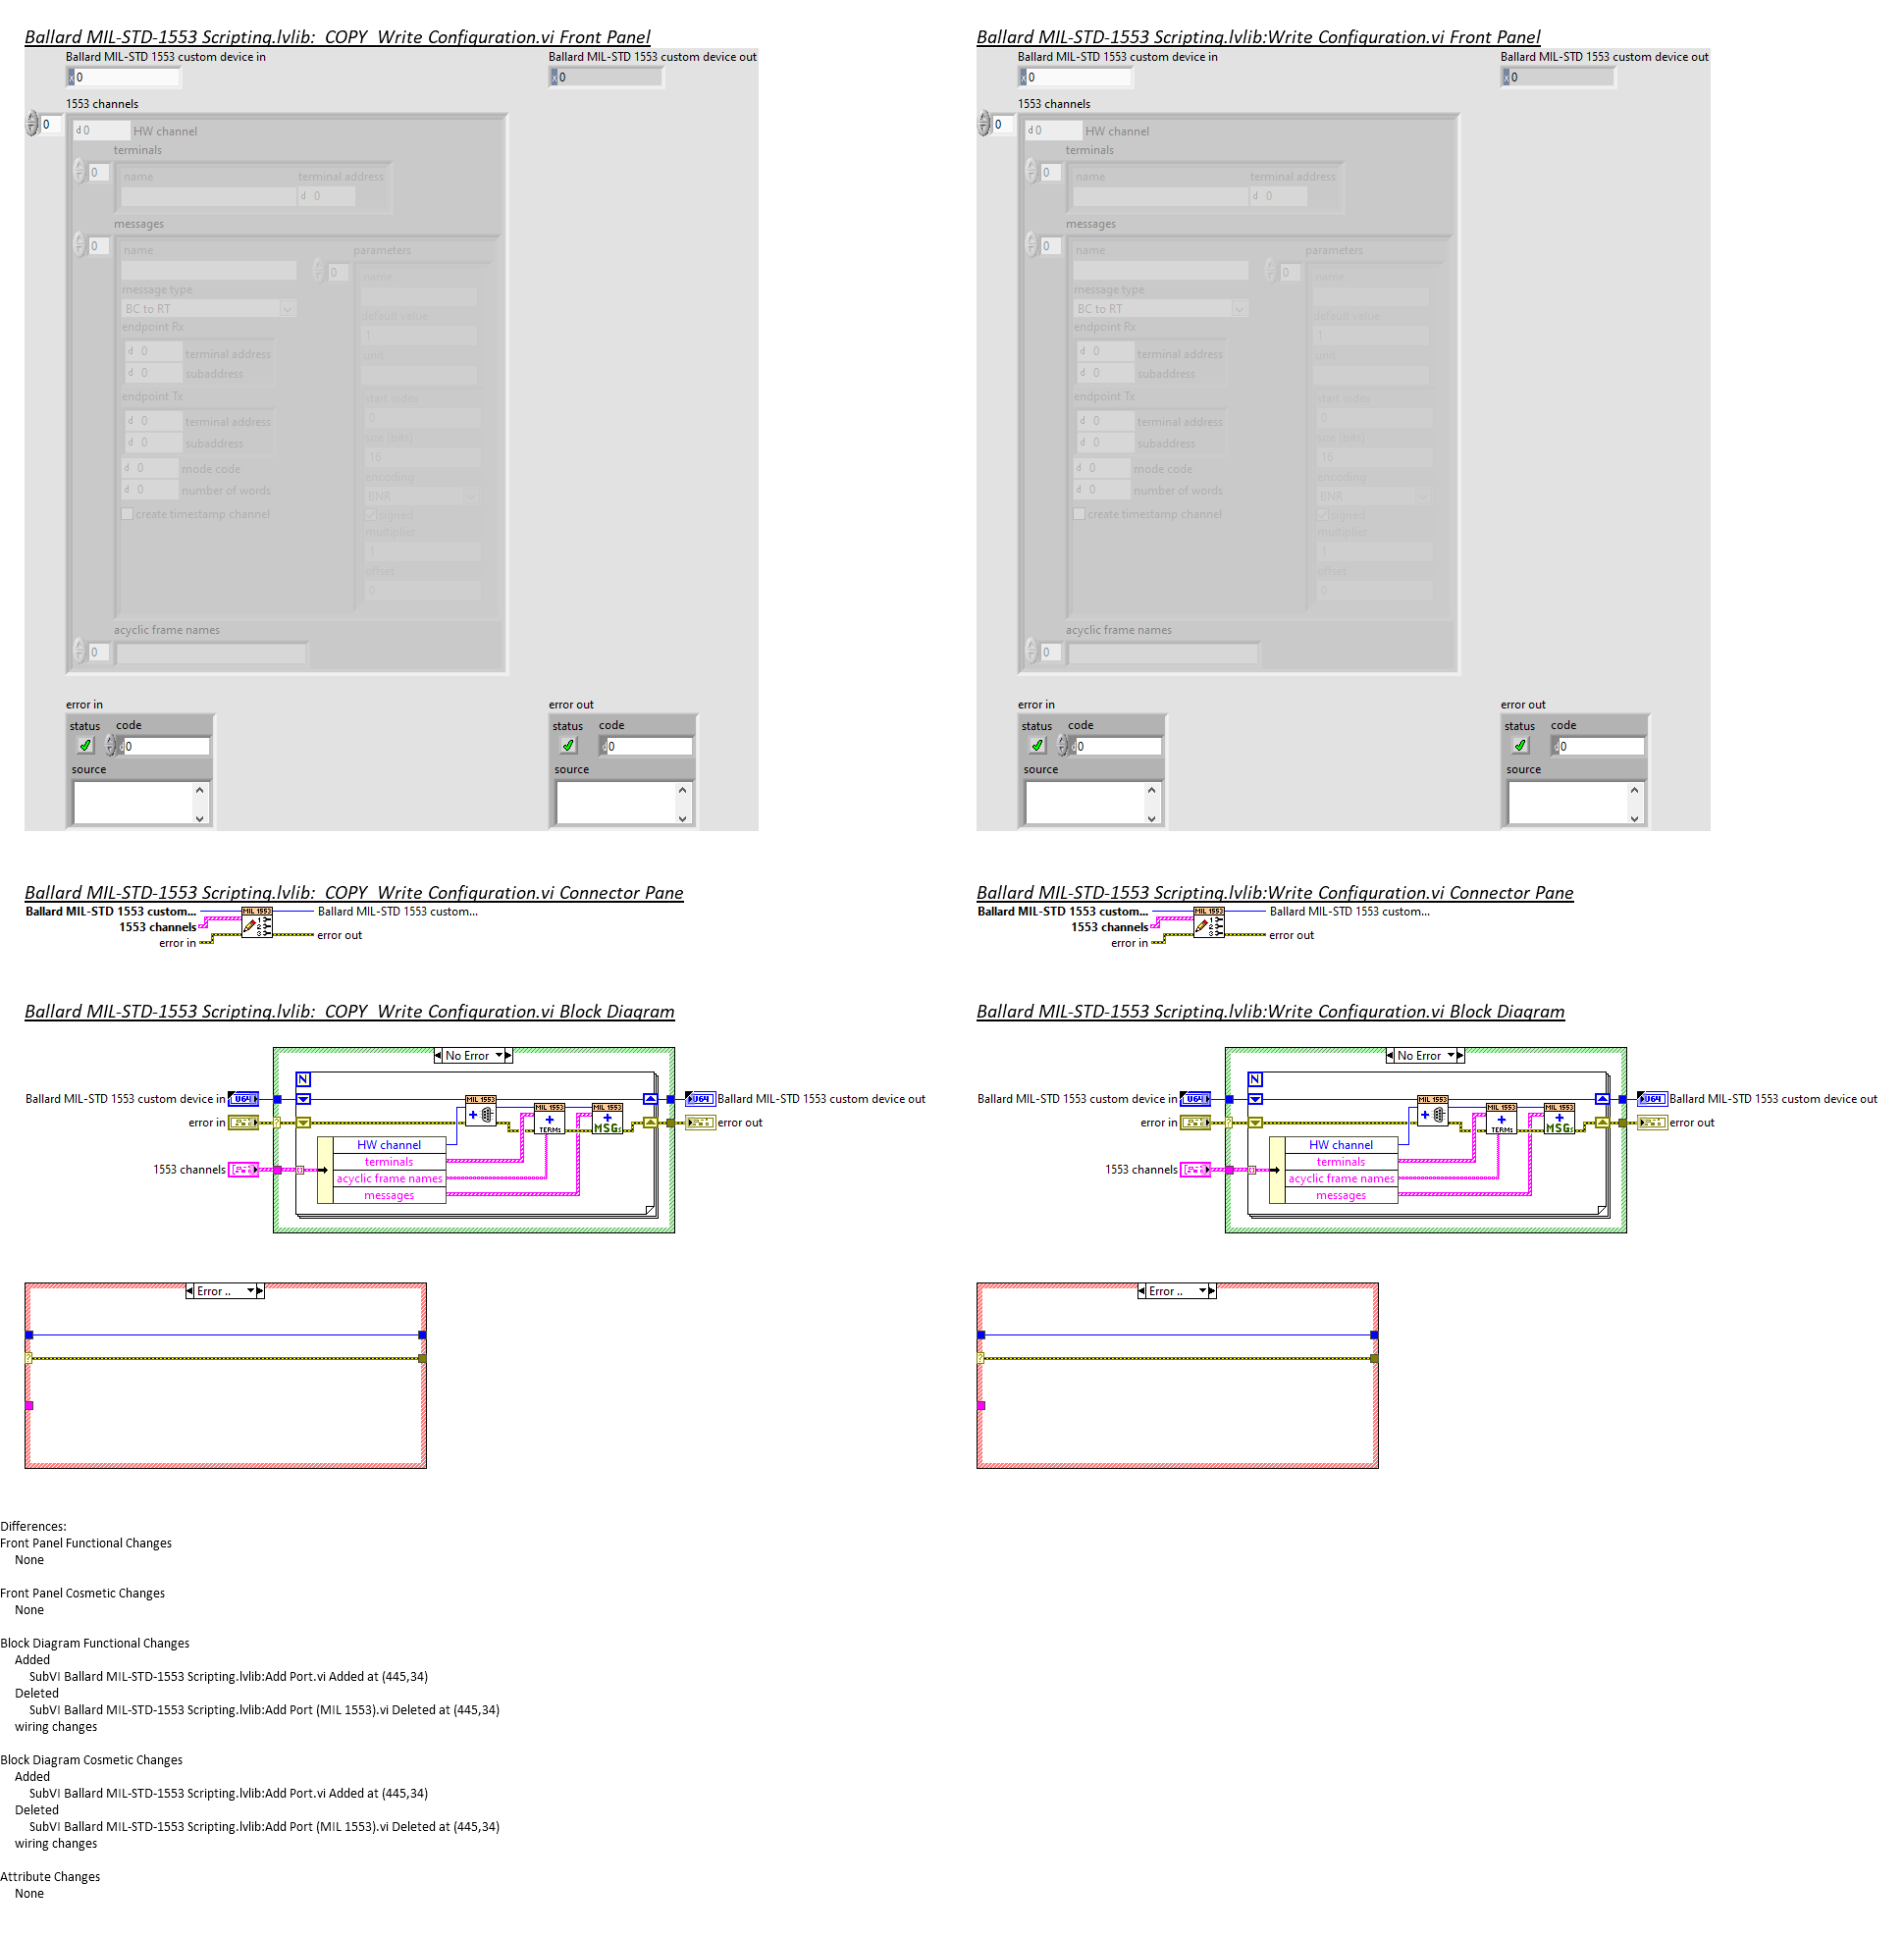 Ballard MIL-STD-1553 Scripting.lvlib:_COPY_Write Configuration.vi Front Panel
Ballard MIL-STD 1553 custom device in
Ballard MIL-STD 1553 custom device out
x 0
x 0
1553 channels
0
d 0 HW channel
terminals
0
name
terminal address
d 0
messages
0
name
parameters
0
name
message type
BC to RT
default value
1
endpoint Rx
d 0 terminal address
unit
d 0 subaddress
endpoint Tx
start index
0
d 0 terminal address
d 0 subaddress
size (bits)
16
d 0 mode code
encoding
BNR
d 0 number of words
create timestamp channel
signed
multiplier
1
offset
0
acyclic frame names
0
error in
error out
status code
d 0
source
status code
d 0
source
Ballard MIL-STD-1553 Scripting.lvlib:Write Configuration.vi Front Panel
Ballard MIL-STD 1553 custom device in
Ballard MIL-STD 1553 custom device out
x 0
x 0
1553 channels
0
d 0 HW channel
terminals
0
name
terminal address
d 0
messages
0
name
parameters
0
name
message type
BC to RT
default value
1
endpoint Rx
d 0 terminal address
unit
d 0 subaddress
endpoint Tx
start index
0
d 0 terminal address
d 0 subaddress
size (bits)
16
d 0 mode code
encoding
BNR
d 0 number of words
create timestamp channel
signed
multiplier
1
offset
0
acyclic frame names
0
error in
error out
status code
d 0
source
status code
d 0
source
Ballard MIL-STD-1553 Scripting.lvlib:_COPY_Write Configuration.vi Connector Pane
Ballard MIL-STD 1553 custom...
MIL 1553
1
2
3
Ballard MIL-STD 1553 custom...
1553 channels
error in
error out
Ballard MIL-STD-1553 Scripting.lvlib:Write Configuration.vi Connector Pane
Ballard MIL-STD 1553 custom...
MIL 1553
1
2
3
Ballard MIL-STD 1553 custom...
1553 channels
error in
error out
Ballard MIL-STD-1553 Scripting.lvlib:_COPY_Write Configuration.vi Block Diagram
No Error
N
Ballard MIL-STD 1553 custom device in
U64
MIL 1553
+
MIL 1553
+
TERMs
MIL 1553
+
MSGs
U64
Ballard MIL-STD 1553 custom device out
error in
?
error out
HW channel
terminals
1553 channels
acyclic frame names
messages
Error ..
?
Ballard MIL-STD-1553 Scripting.lvlib:Write Configuration.vi Block Diagram
No Error
N
Ballard MIL-STD 1553 custom device in
U64
MIL 1553
+
MIL 1553
+
TERMs
MIL 1553
+
MSGs
U64
Ballard MIL-STD 1553 custom device out
error in
?
error out
HW channel
terminals
1553 channels
acyclic frame names
messages
Error ..
?
Differences:
Front Panel Functional Changes
None
Front Panel Cosmetic Changes
None
Block Diagram Functional Changes
Added
SubVI Ballard MIL-STD-1553 Scripting.lvlib:Add Port.vi Added at (445,34)
Deleted
SubVI Ballard MIL-STD-1553 Scripting.lvlib:Add Port (MIL 1553).vi Deleted at (445,34)
wiring changes
Block Diagram Cosmetic Changes
Added
SubVI Ballard MIL-STD-1553 Scripting.lvlib:Add Port.vi Added at (445,34)
Deleted
SubVI Ballard MIL-STD-1553 Scripting.lvlib:Add Port (MIL 1553).vi Deleted at (445,34)
wiring changes
Attribute Changes
None